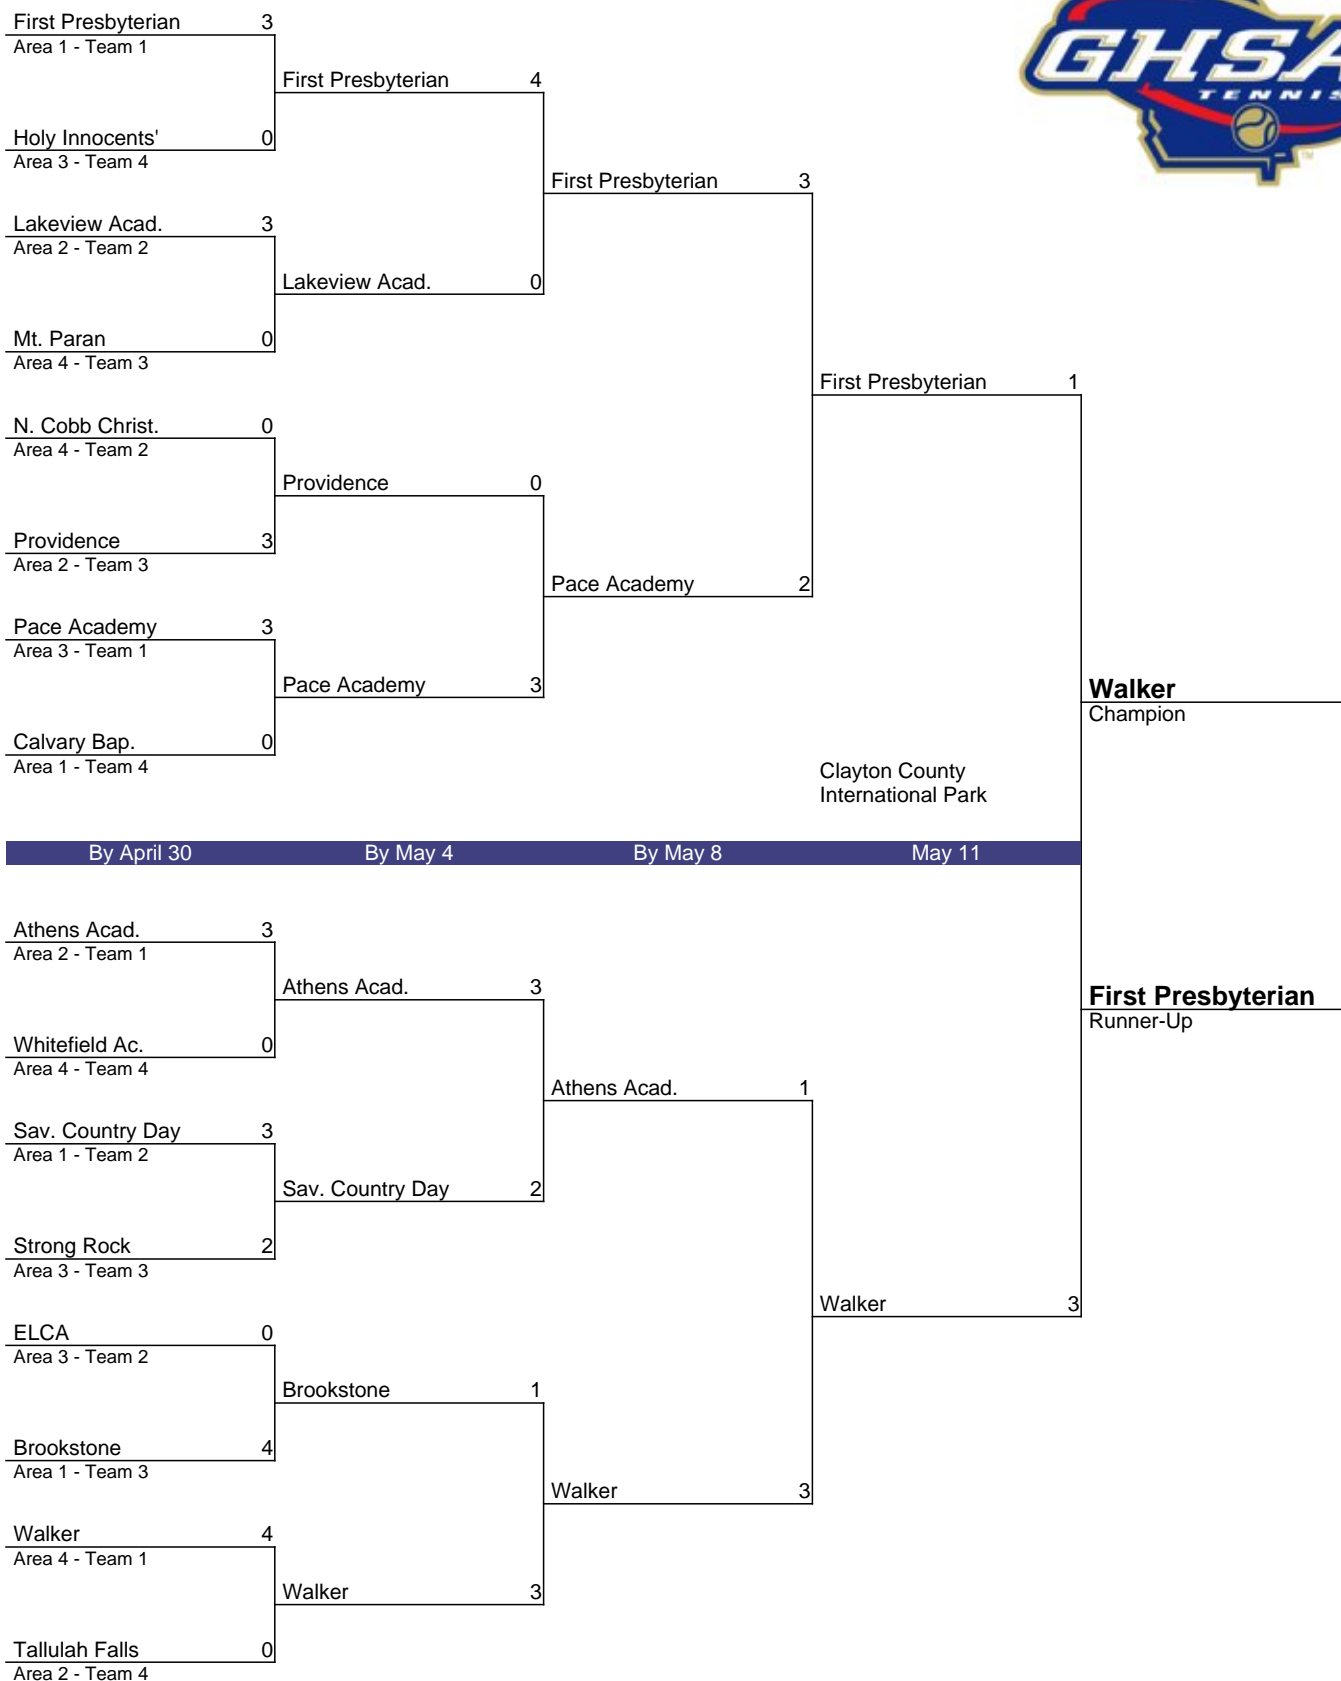 First Presbyterian 3
Area 1 - Team 1
First Presbyterian 4
Holy Innocents' 0
Area 3 - Team 4
First Presbyterian 3
Lakeview Acad. 3
Area 2 - Team 2
Lakeview Acad. 0
Mt. Paran 0
Area 4 - Team 3
First Presbyterian 1
N. Cobb Christ. 0
Area 4 - Team 2
Providence 0
Providence 3
Area 2 - Team 3
Pace Academy 2
Pace Academy 3
Area 3 - Team 1
Pace Academy 3
Walker
Champion
Calvary Bap. 0
Area 1 - Team 4
Clayton County
International Park
By April 30 By May 4 By May 8 May 11
Athens Acad. 3
Area 2 - Team 1
Athens Acad. 3
First Presbyterian
Runner-Up
Whitefield Ac. 0
Area 4 - Team 4
Athens Acad. 1
Sav. Country Day 3
Area 1 - Team 2
Sav. Country Day 2
Strong Rock 2
Area 3 - Team 3
Walker 3
ELCA 0
Area 3 - Team 2
Brookstone 1
Brookstone 4
Area 1 - Team 3
Walker 3
Walker 4
Area 4 - Team 1
Walker 3
Tallulah Falls 0
Area 2 - Team 4
GHSA
TENNIS